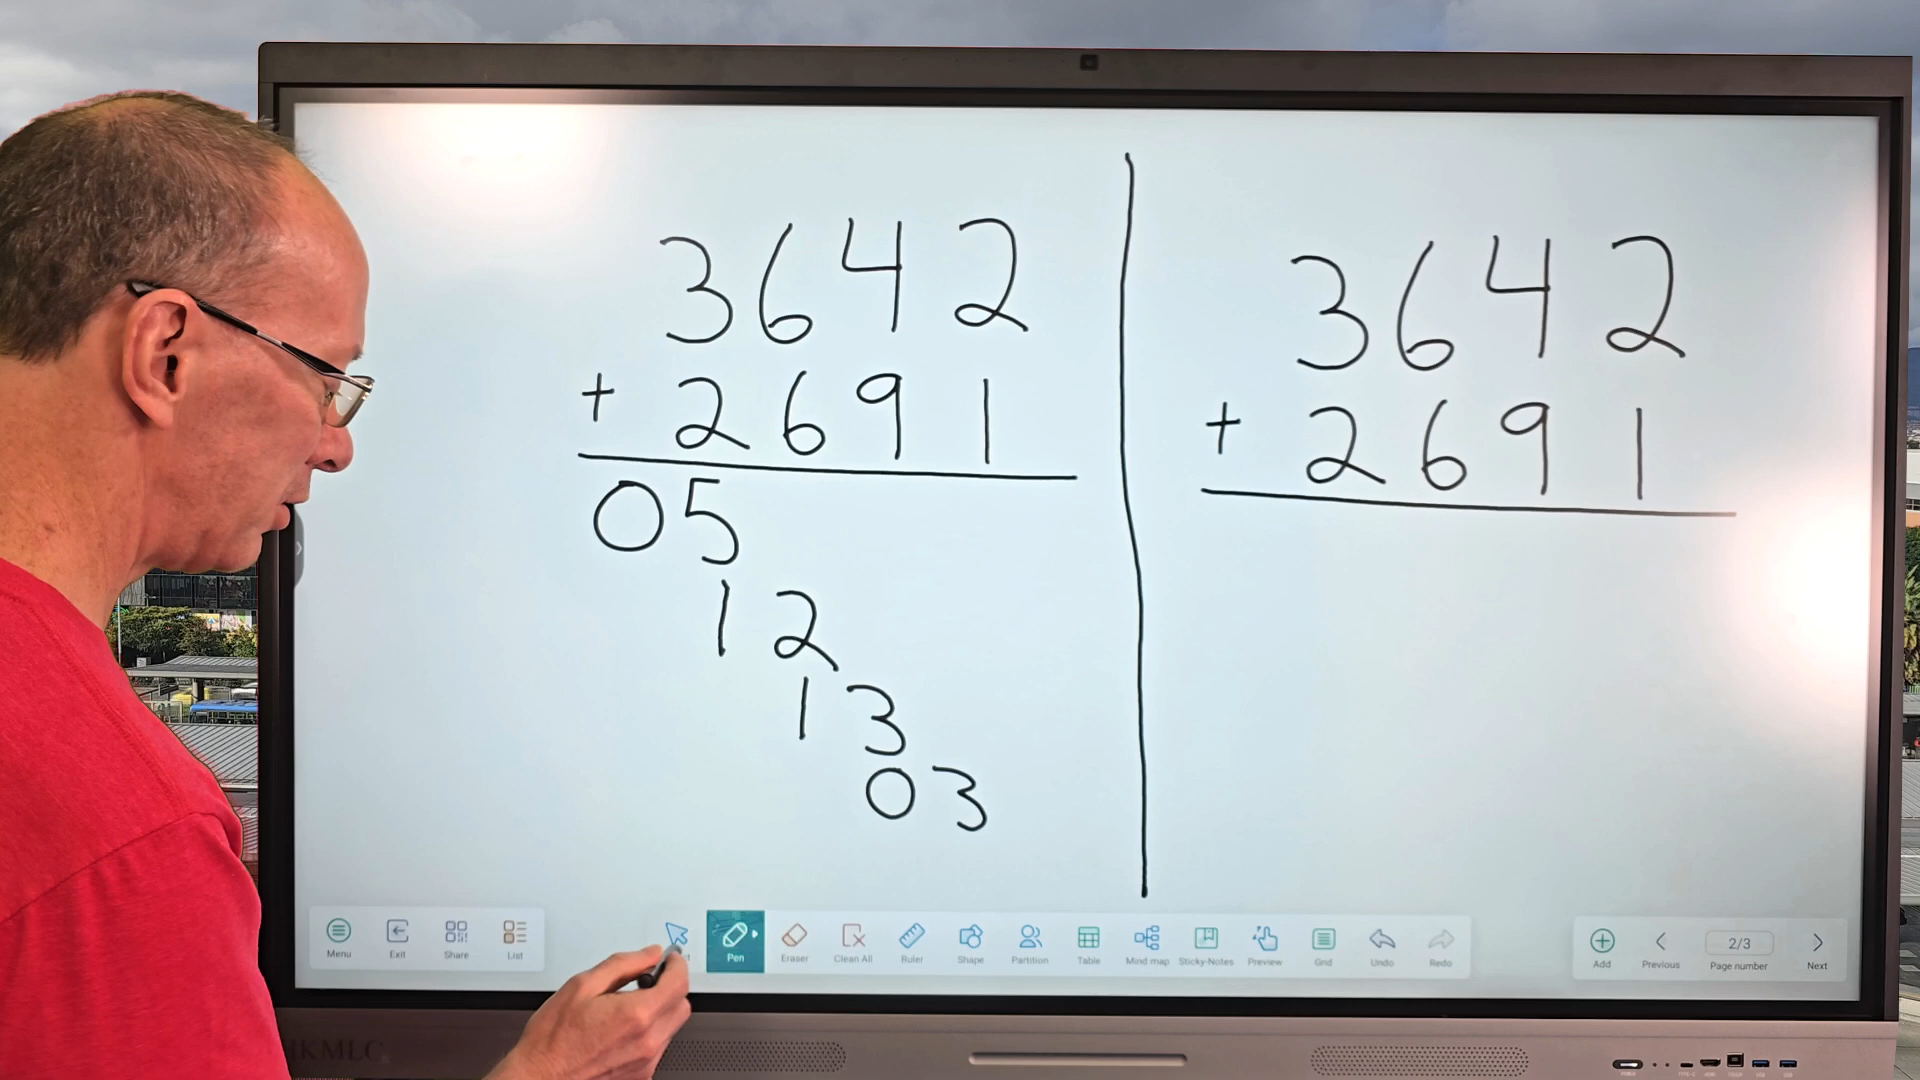 3642
+ 2691
05
12
13
03
3642
+ 2691
Menu
Exit
Share
List
Pen
Eraser
Clean All
Ruler
Shape
Partition
Table
Mind map
Sticky-Notes
Preview
Grid
Undo
Redo
Add
Previous
2/3
Page number
Next
HKMLC